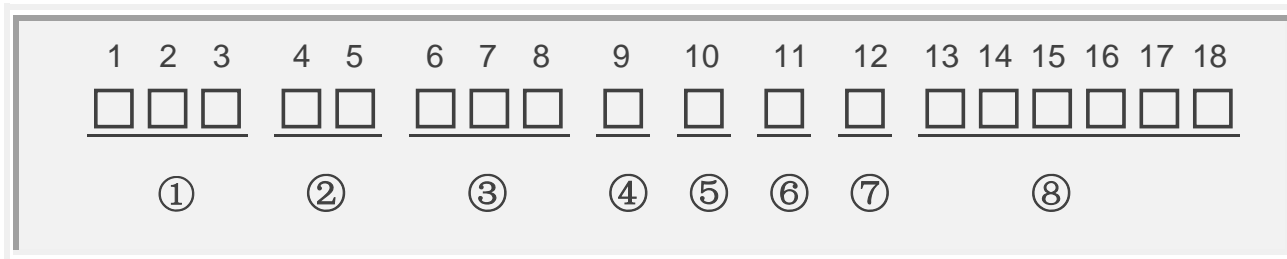 1 2 3 4 5 6 7 8 9 10 11 12 13 14 15 16 17 18
□□□ □□ □□□ □ □ □ □ □□□□□□
① ② ③ ④ ⑤ ⑥ ⑦ ⑧